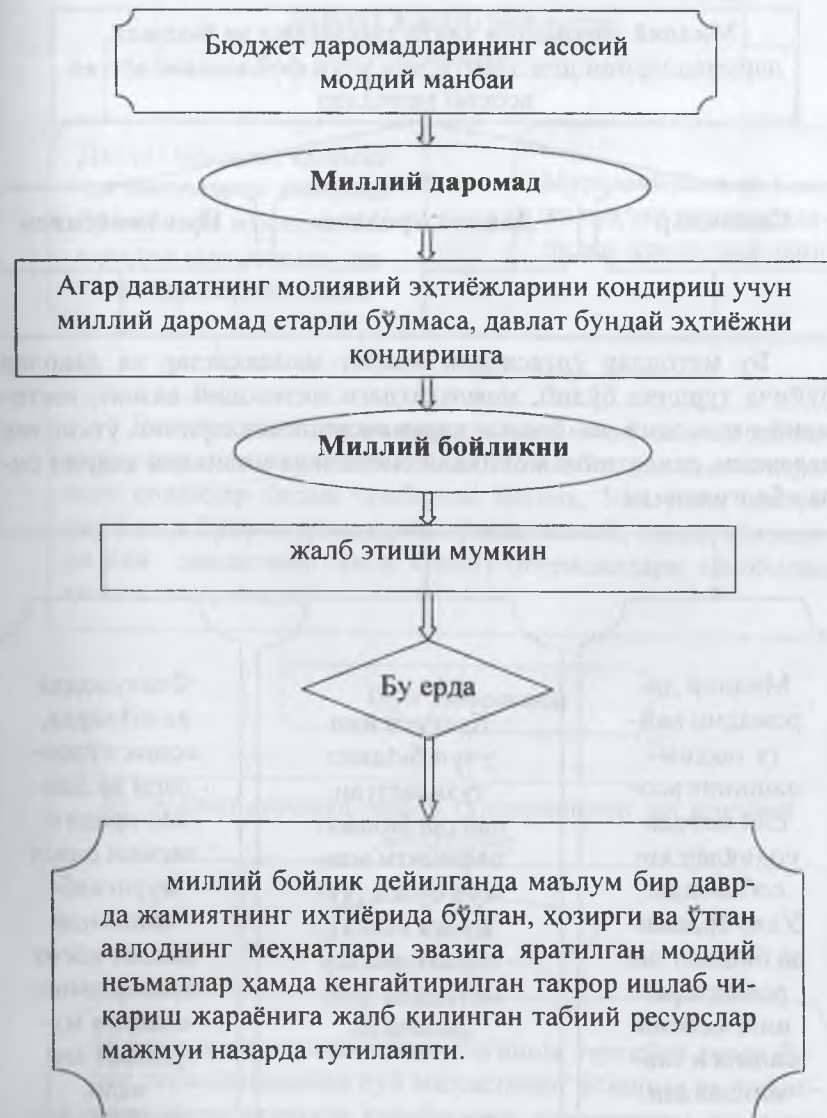 Бюджет даромадларининг асосий
моддий манбаи
Миллий даромад
Агар давлатнинг молиявий эҳтиёжларини қондириш учун
миллий даромад етарли бўлмаса, давлат бундай эҳтиёжни
қондиришга
Миллий бойликни
жалб этиши мумкин
Бу ерда
миллий бойлик дейилганда маълум бир давр-
да жамиятнинг ихтиёрида бўлган, ҳозирги ва ўтган
авлоднинг меҳнатлари эвазига яратилган моддий
неъматлар ҳамда кенгайтирилган такрор ишлаб чи-
қариш жараёнига жалб қилинган табиий ресурслар
мажмуи назарда тутилаяпти.